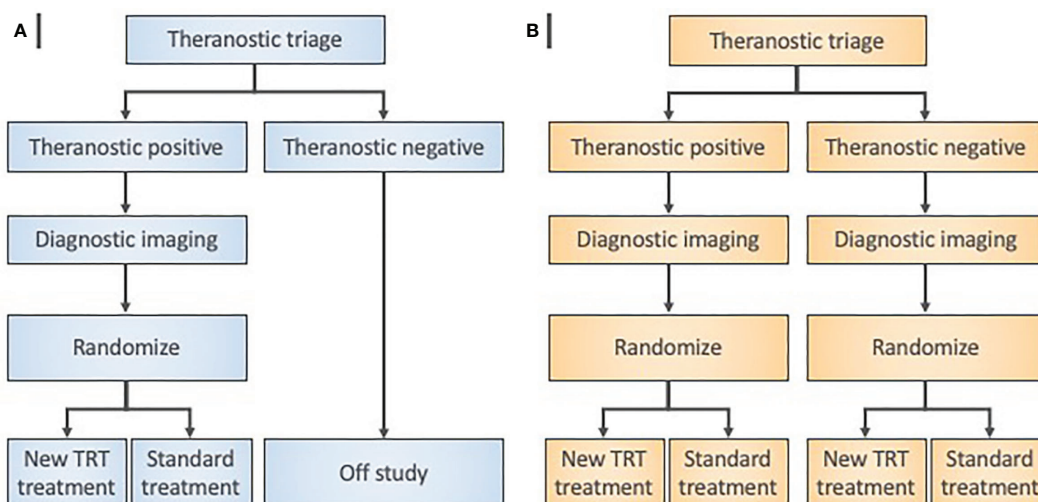 A
Theranostic triage
Theranostic positive
Theranostic negative
Diagnostic imaging
Randomize
New TRT
treatment
Standard
treatment
Off study
B
Theranostic triage
Theranostic positive
Theranostic negative
Diagnostic imaging
Diagnostic imaging
Randomize
Randomize
New TRT
treatment
Standard
treatment
New TRT
treatment
Standard
treatment